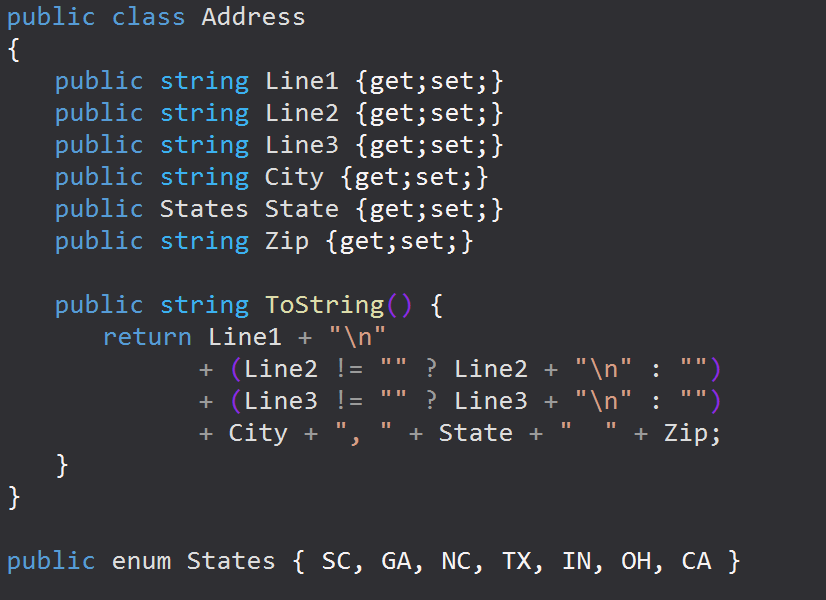 public class Address
{
public string Line1 {get;set;}
public string Line2 {get;set;}
public string Line3 {get;set;}
public string City {get;set;}
public States State {get;set;}
public string Zip {get;set;}
public string ToString() {
return Line1 + "\n"
+ (Line2 != "" ? Line2 + "\n" : "")
+ (Line3 != "" ? Line3 + "\n" : "")
+ City + ", " + State + "  " + Zip;
}
}
public enum States { SC, GA, NC, TX, IN, OH, CA }